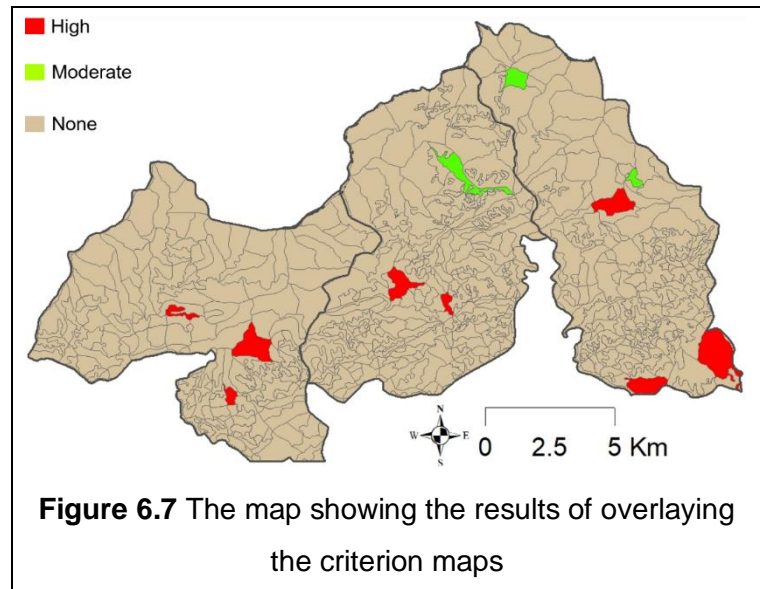 High
Moderate
None
N
W E
S
0 2.5 5 Km
Figure 6.7 The map showing the results of overlaying
the criterion maps